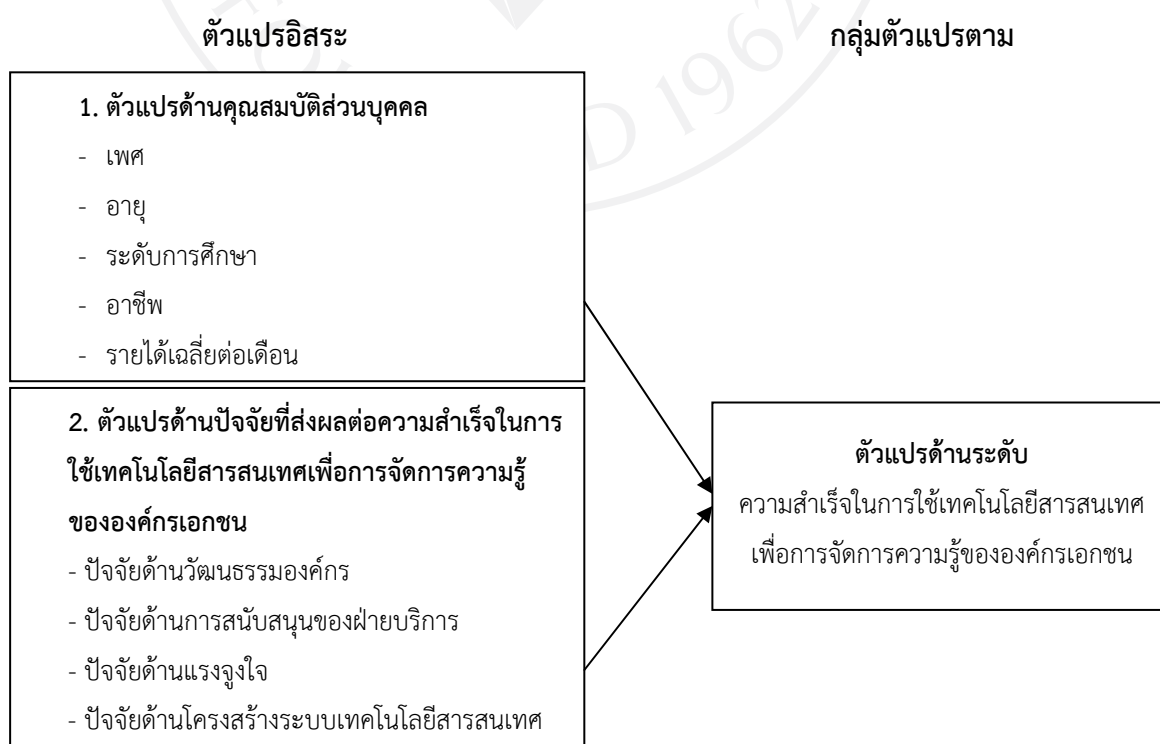 ตัวแปรอิสระ
กลุ่มตัวแปรตาม
1. ตัวแปรด้านคุณสมบัติส่วนบุคคล
- เพศ
- อายุ
- ระดับการศึกษา
- อาชีพ
- รายได้เฉลี่ยต่อเดือน
2. ตัวแปรด้านปัจจัยที่ส่งผลต่อความสำเร็จในการ
ใช้เทคโนโลยีสารสนเทศเพื่อการจัดการความรู้
ขององค์กรเอกชน
- ปัจจัยด้านวัฒนธรรมองค์กร
- ปัจจัยด้านการสนับสนุนของฝ่ายบริการ
- ปัจจัยด้านแรงจูงใจ
- ปัจจัยด้านโครงสร้างระบบเทคโนโลยีสารสนเทศ
ตัวแปรด้านระดับ
ความสำเร็จในการใช้เทคโนโลยีสารสนเทศ
เพื่อการจัดการความรู้ขององค์กรเอกชน
D 1962